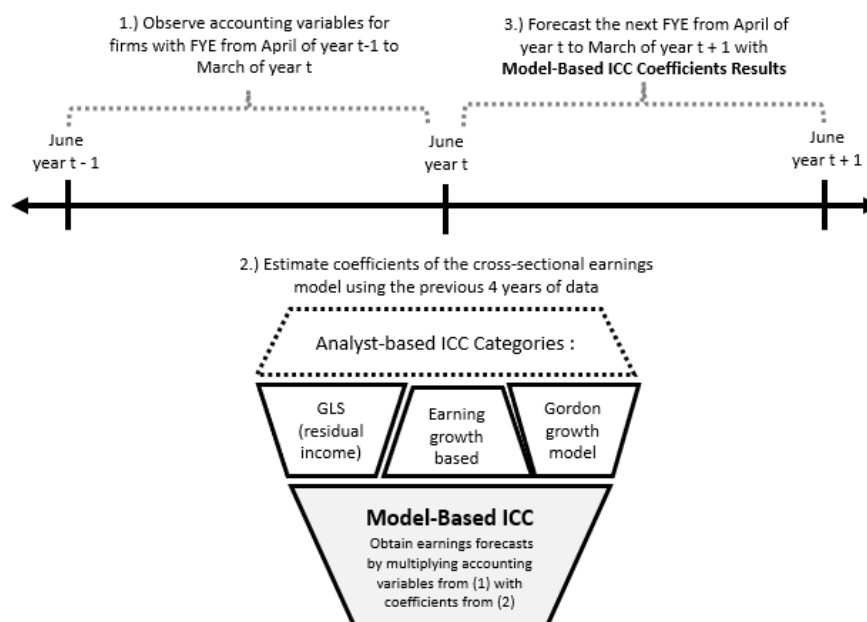 1.) Observe accounting variables for
firms with FYE from April of year t-1 to
March of year t
3.) Forecast the next FYE from April of
year t to March of year t + 1 with
Model-Based ICC Coefficients Results
June
year t - 1
June
year t
June
year t + 1
2.) Estimate coefficients of the cross-sectional earnings
model using the previous 4 years of data
Analyst-based ICC Categories :
GLS
(residual
income)
Earning
growth
based
Gordon
growth
model
Model-Based ICC
Obtain earnings forecasts
by multiplying accounting
variables from (1) with
coefficients from (2)